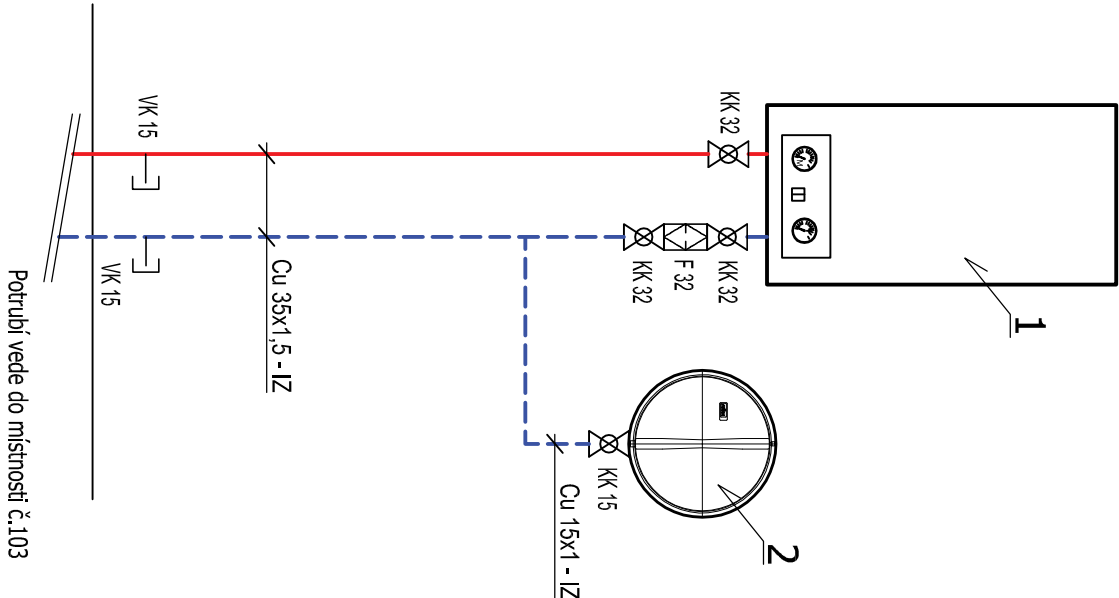 VK 15
KK 32
VK 15
KK 32
F 32
KK 32
Cu 35x1,5 - IZ
1
KK 15
Cu 15x1 - IZ
2
Potrubí vede do místnosti č.103